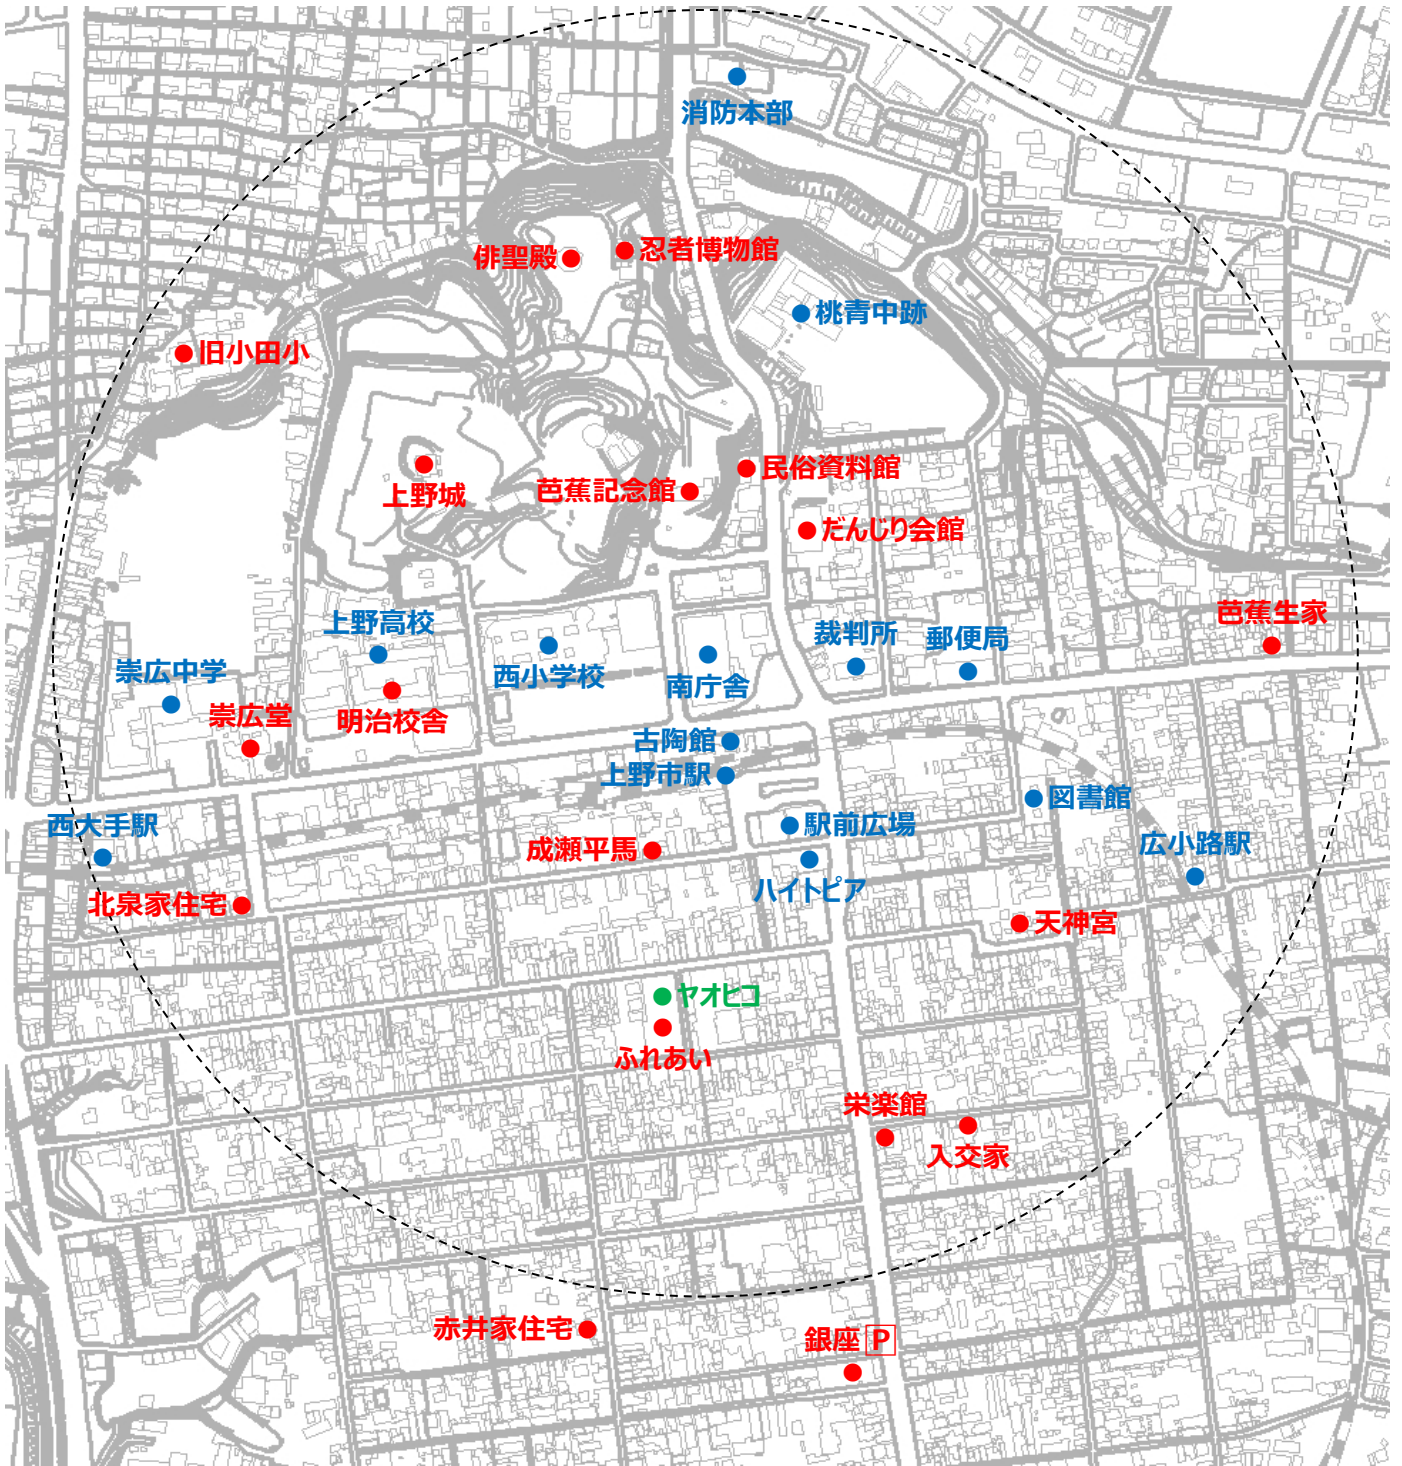 消防本部
俳聖殿
忍者博物館
桃青中跡
旧小田小
上野城
芭蕉記念館
民俗資料館
だんじり会館
上野高校
西小学校
南庁舎
裁判所
郵便局
芭蕉生家
崇広中学
崇広堂
明治校舎
古陶館
上野市駅
西大手駅
成瀬平馬
駅前広場
図書館
広小路駅
ハイトピア
北泉家住宅
天神宮
ヤオヒコ
ふれあい
栄楽館
入交家
赤井家住宅
銀座 P